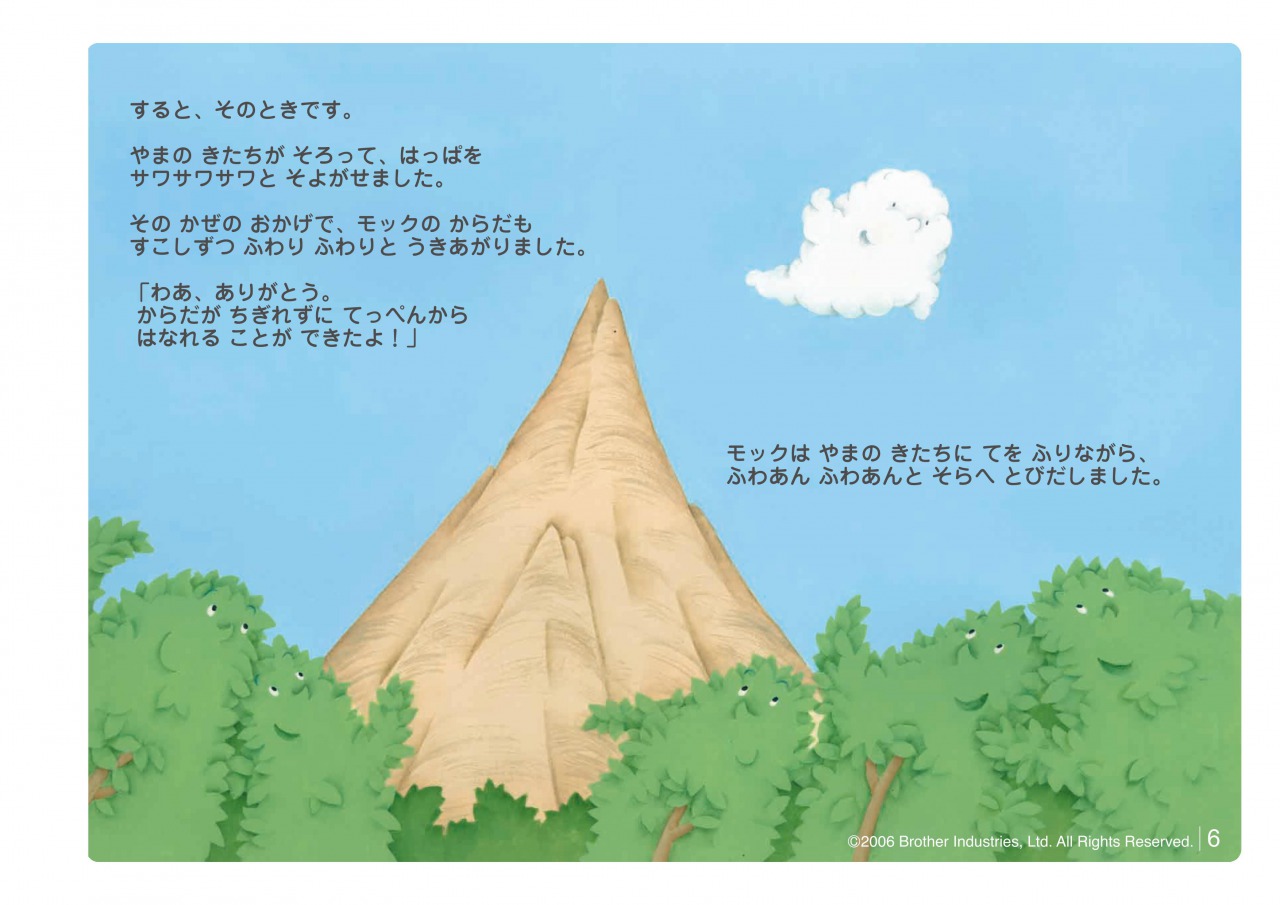 すると、そのときです。
やまの きたちが そろって、はっぱを
サワサワサワと そよがせました。
その かぜの おかげで、モックの からだも
すこしずつ ふわり ふわりと うきあがりました。
「わあ、ありがとう。
からだが ちぎれずに てっぺんから
はなれる ことが できたよ！」
モックは やまの きたちに てを ふりながら、
ふわあん ふわあんと そらへ とびだしました。
©2006 Brother Industries, Ltd. All Rights Reserved. 6